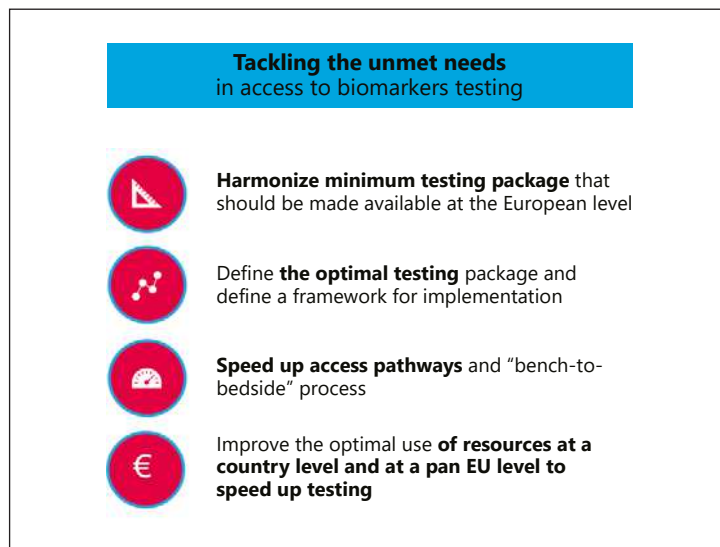 Tackling the unmet needs
in access to biomarkers testing
Harmonize minimum testing package that
should be made available at the European level
Define the optimal testing package and
define a framework for implementation
Speed up access pathways and “bench-to-
bedside” process
€
Improve the optimal use of resources at a
country level and at a pan EU level to
speed up testing